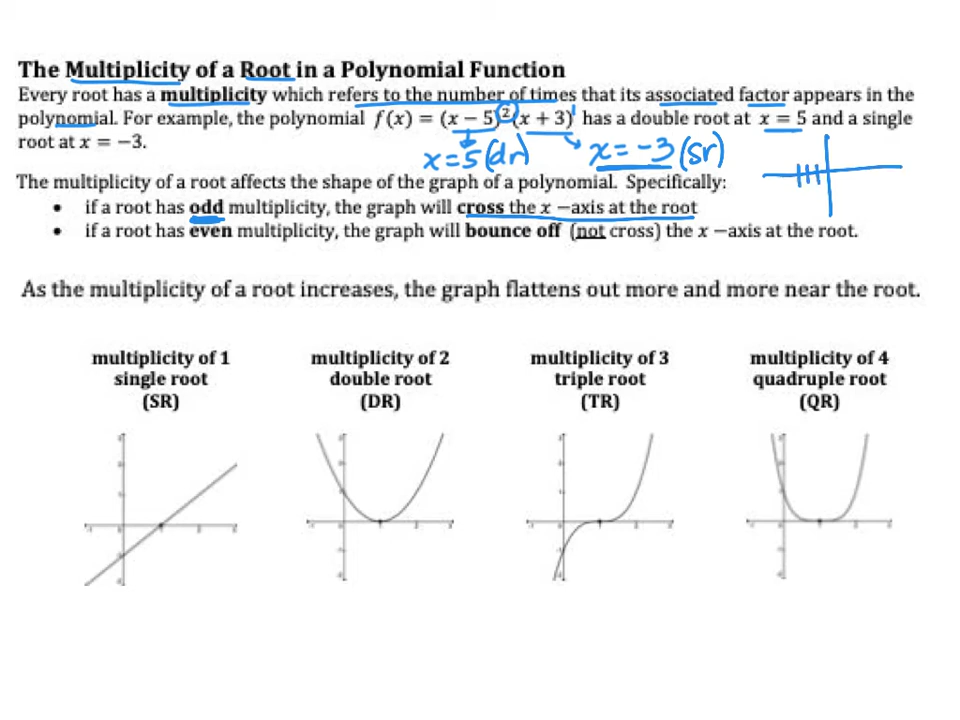 The Multiplicity of a Root in a Polynomial Function
Every root has a multiplicity which refers to the number of times that its associated factor appears in the
polynomial. For example, the polynomial f(x) = (x − 5)²(x + 3)¹ has a double root at x = 5 and a single
root at x = −3.
x=5(dr) x=-3(sr)
The multiplicity of a root affects the shape of the graph of a polynomial. Specifically:
• if a root has odd multiplicity, the graph will cross the x −axis at the root
• if a root has even multiplicity, the graph will bounce off (not cross) the x −axis at the root.
As the multiplicity of a root increases, the graph flattens out more and more near the root.
multiplicity of 1
single root
(SR)
multiplicity of 2
double root
(DR)
multiplicity of 3
triple root
(TR)
multiplicity of 4
quadruple root
(QR)